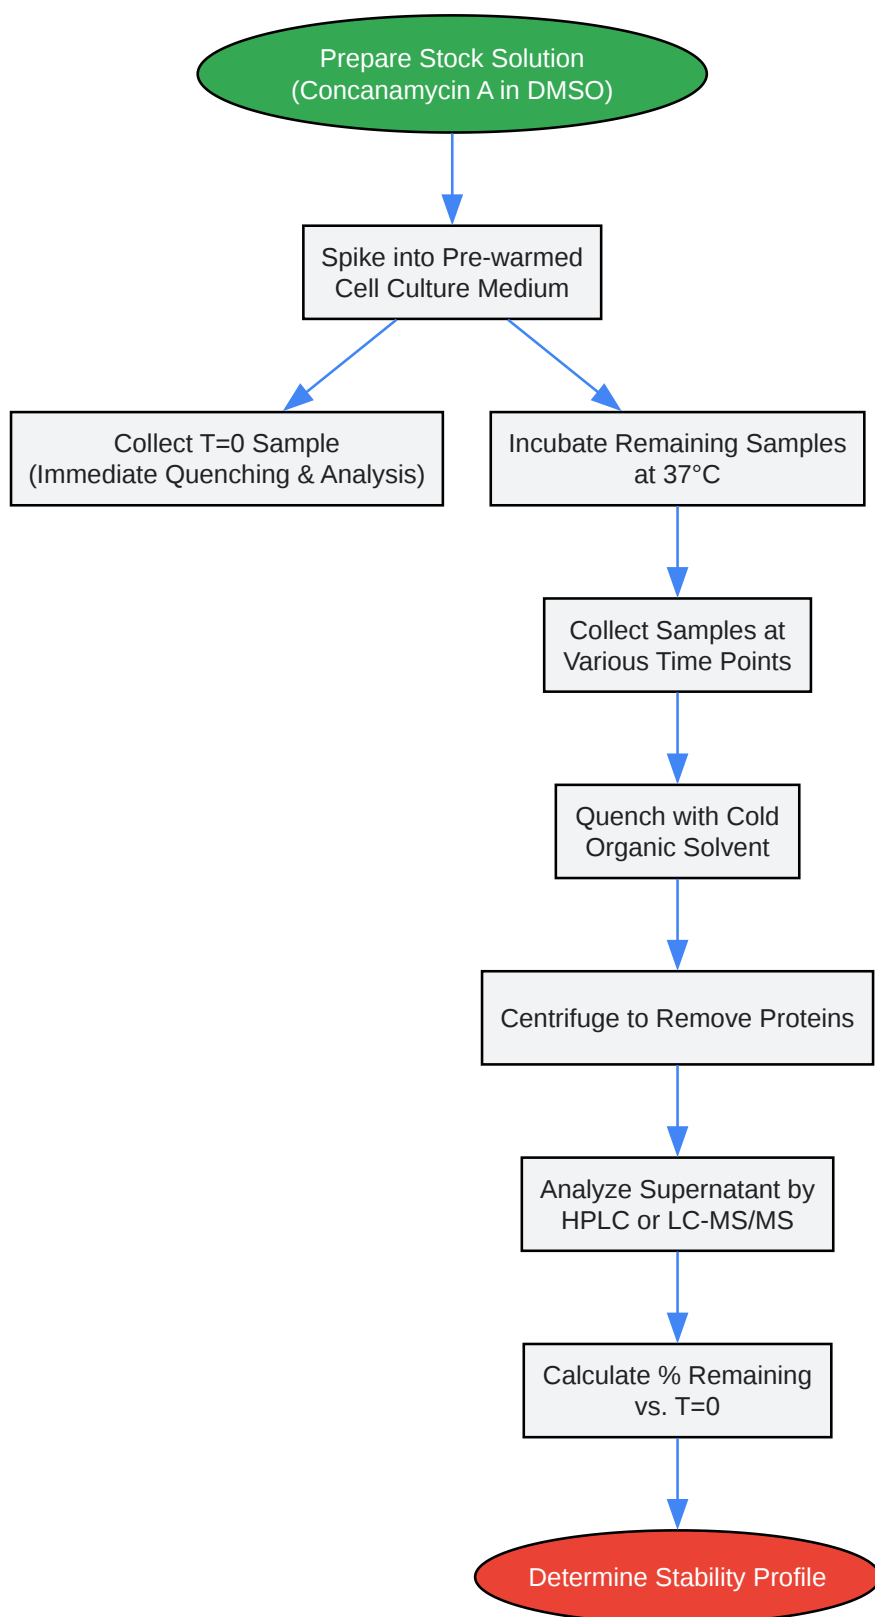 Prepare Stock Solution
(Concanamycin A in DMSO)
Spike into Pre-warmed
Cell Culture Medium
Collect T=0 Sample
(Immediate Quenching & Analysis)
Incubate Remaining Samples
at 37°C
Collect Samples at
Various Time Points
Quench with Cold
Organic Solvent
Centrifuge to Remove Proteins
Analyze Supernatant by
HPLC or LC-MS/MS
Calculate % Remaining
vs. T=0
Determine Stability Profile